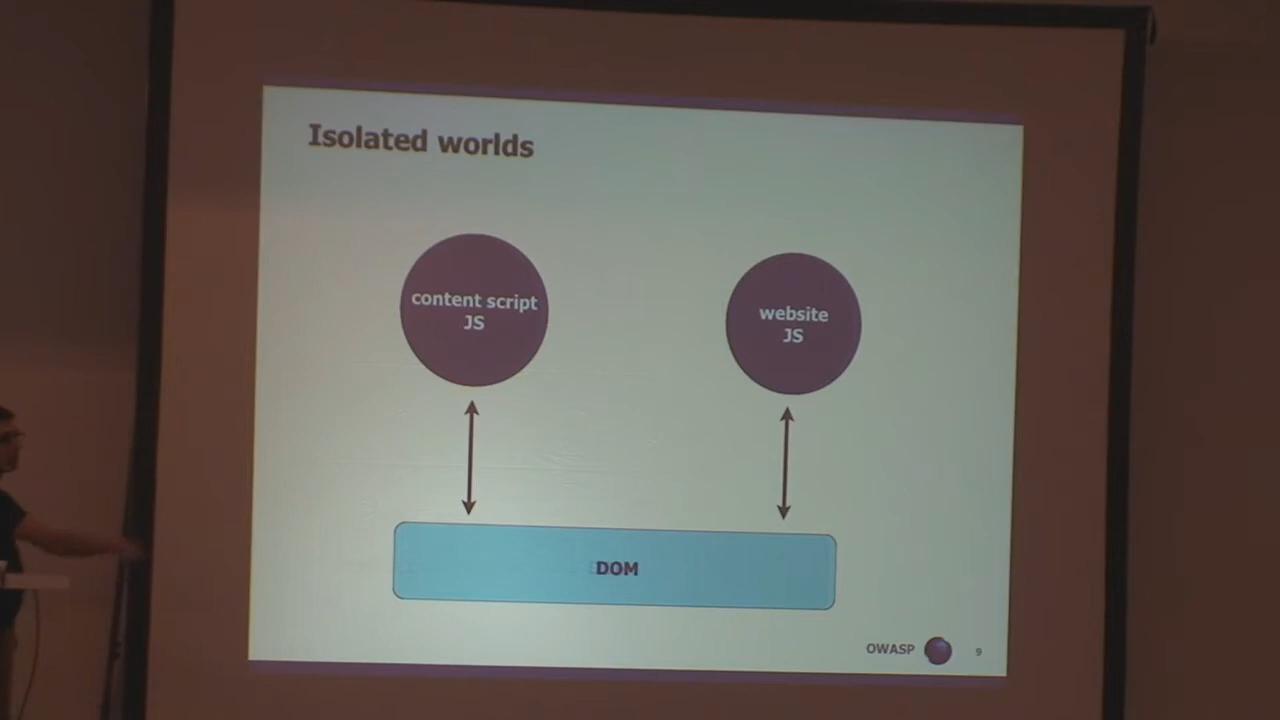 Isolated worlds
content script
JS
website
JS
DOM
OWASP
9